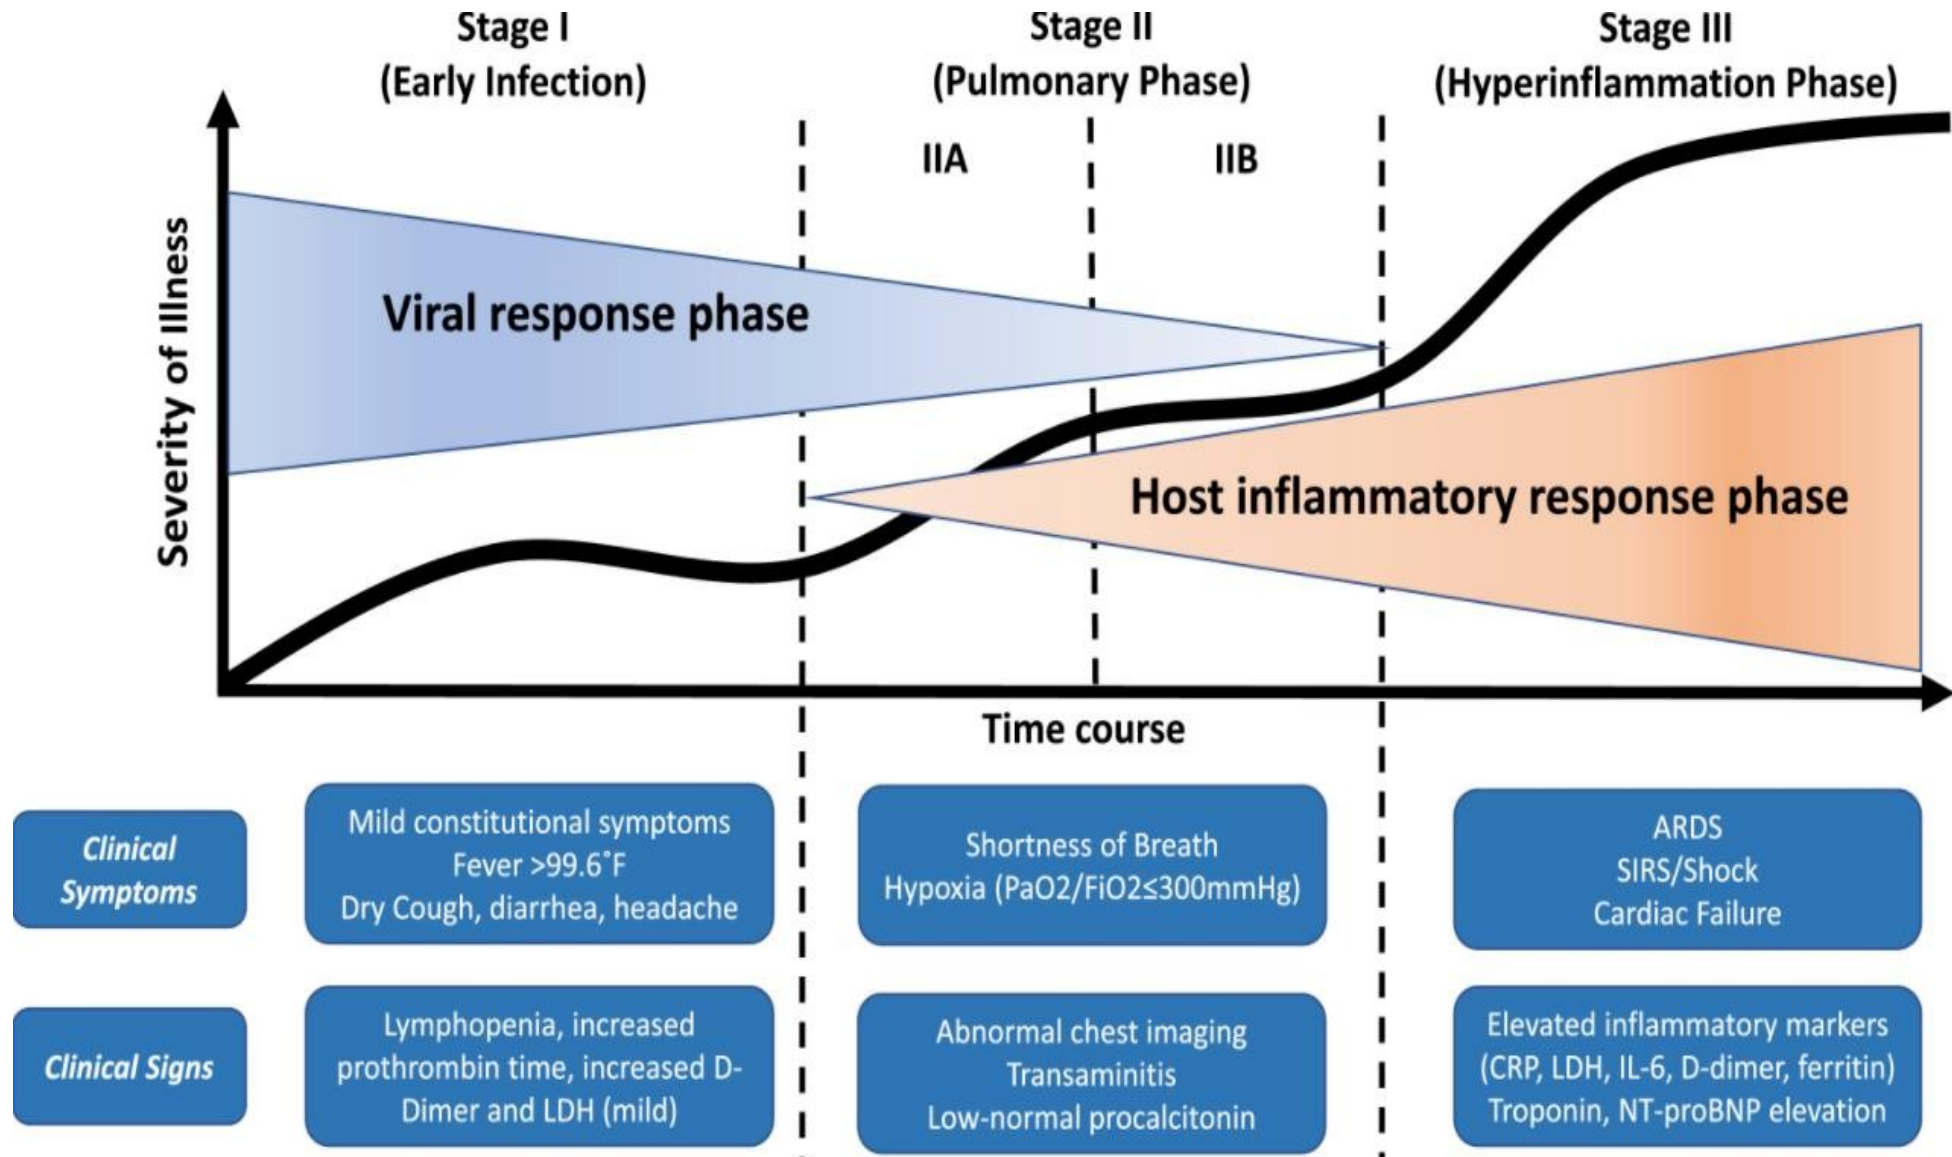 Stage I
(Early Infection)
Stage II
(Pulmonary Phase)
Stage III
(Hyperinflammation Phase)
IIA
IIB
Severity of Illness
Viral response phase
Host inflammatory response phase
Time course
Clinical
Symptoms
Mild constitutional symptoms
Fever >99.6°F
Dry Cough, diarrhea, headache
Shortness of Breath
Hypoxia (PaO2/FiO2≤300mmHg)
ARDS
SIRS/Shock
Cardiac Failure
Clinical Signs
Lymphopenia, increased
prothrombin time, increased D-
Dimer and LDH (mild)
Abnormal chest imaging
Transaminitis
Low-normal procalcitonin
Elevated inflammatory markers
(CRP, LDH, IL-6, D-dimer, ferritin)
Troponin, NT-proBNP elevation